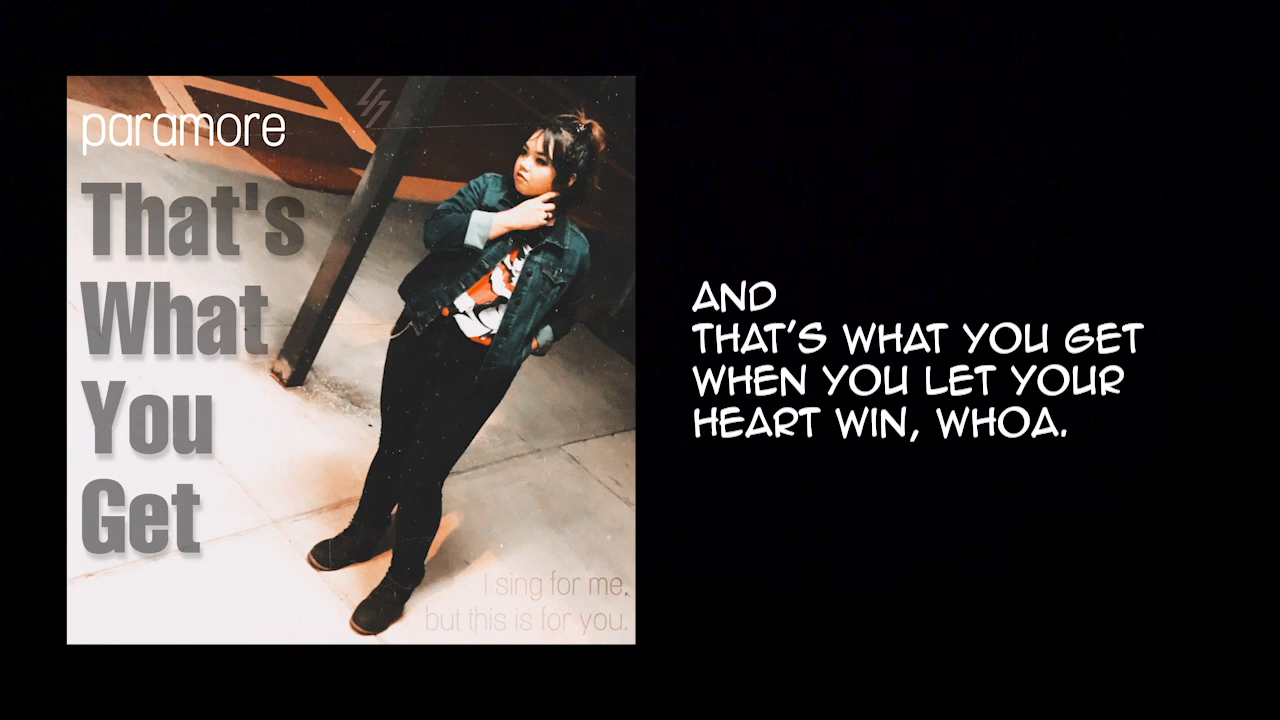 paramore
That's
What
You
Get
I sing for me,
but this is for you.
AND
THAT'S WHAT YOU GET
WHEN YOU LET YOUR
HEART WIN, WHOA.